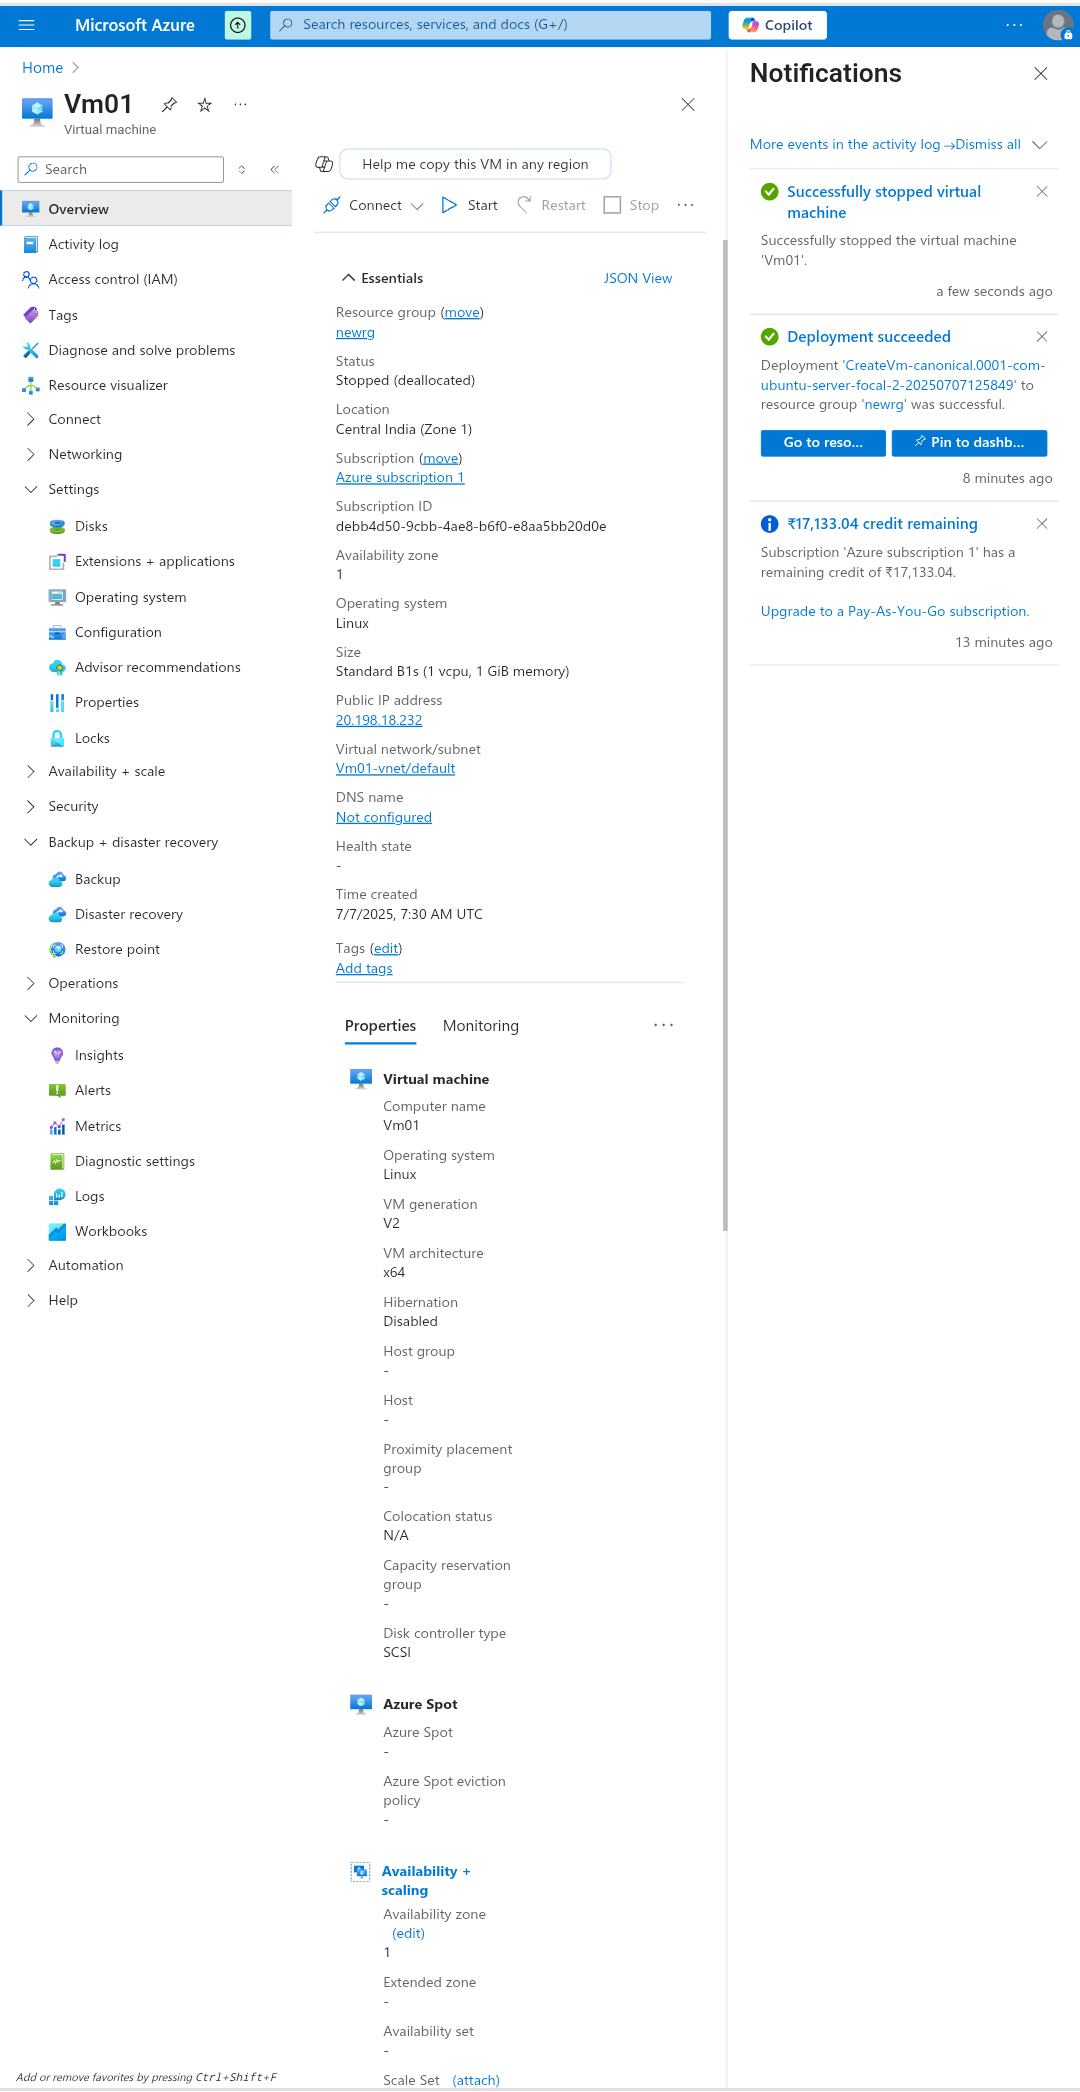 Microsoft Azure
Search resources, services, and docs (G+/)
Copilot
...
Home
Vm01
...
Virtual machine
Search
Overview
Activity log
Access control (IAM)
Tags
Diagnose and solve problems
Resource visualizer
Connect
Networking
Settings
Disks
Extensions + applications
Operating system
Configuration
Advisor recommendations
Properties
Locks
Availability + scale
Security
Backup + disaster recovery
Backup
Disaster recovery
Restore point
Operations
Monitoring
Insights
Alerts
Metrics
Diagnostic settings
Logs
Workbooks
Automation
Help
Add or remove favorites by pressing Ctrl+Shift+F
Help me copy this VM in any region
Connect Start Restart Stop ...
Essentials JSON View
Resource group (move)
newrg
Status
Stopped (deallocated)
Location
Central India (Zone 1)
Subscription (move)
Azure subscription 1
Subscription ID
debb4d50-9cbb-4ae8-b6f0-e8aa5bb20d0e
Availability zone
1
Operating system
Linux
Size
Standard B1s (1 vcpu, 1 GiB memory)
Public IP address
20.198.18.232
Virtual network/subnet
Vm01-vnet/default
DNS name
Not configured
Health state
-
Time created
7/7/2025, 7:30 AM UTC
Tags (edit)
Add tags
Properties Monitoring ...
Virtual machine
Computer name
Vm01
Operating system
Linux
VM generation
V2
VM architecture
x64
Hibernation
Disabled
Host group
-
Host
-
Proximity placement
group
-
Colocation status
N/A
Capacity reservation
group
-
Disk controller type
SCSI
Azure Spot
Azure Spot
-
Azure Spot eviction
policy
-
Availability +
scaling
Availability zone
(edit)
1
Extended zone
-
Availability set
-
Scale Set (attach)
Notifications
More events in the activity log → Dismiss all
Successfully stopped virtual
machine
Successfully stopped the virtual machine
'Vm01'.
a few seconds ago
Deployment succeeded
Deployment 'CreateVm-canonical.0001-com-
ubuntu-server-focal-2-20250707125849' to
resource group 'newrg' was successful.
Go to reso... Pin to dashb...
8 minutes ago
₹17,133.04 credit remaining
Subscription 'Azure subscription 1' has a
remaining credit of ₹17,133.04.
Upgrade to a Pay-As-You-Go subscription.
13 minutes ago